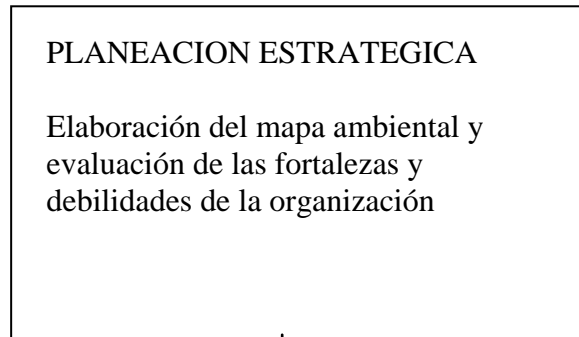 PLANEACION ESTRATEGICA
Elaboración del mapa ambiental y
evaluación de las fortalezas y
debilidades de la organización